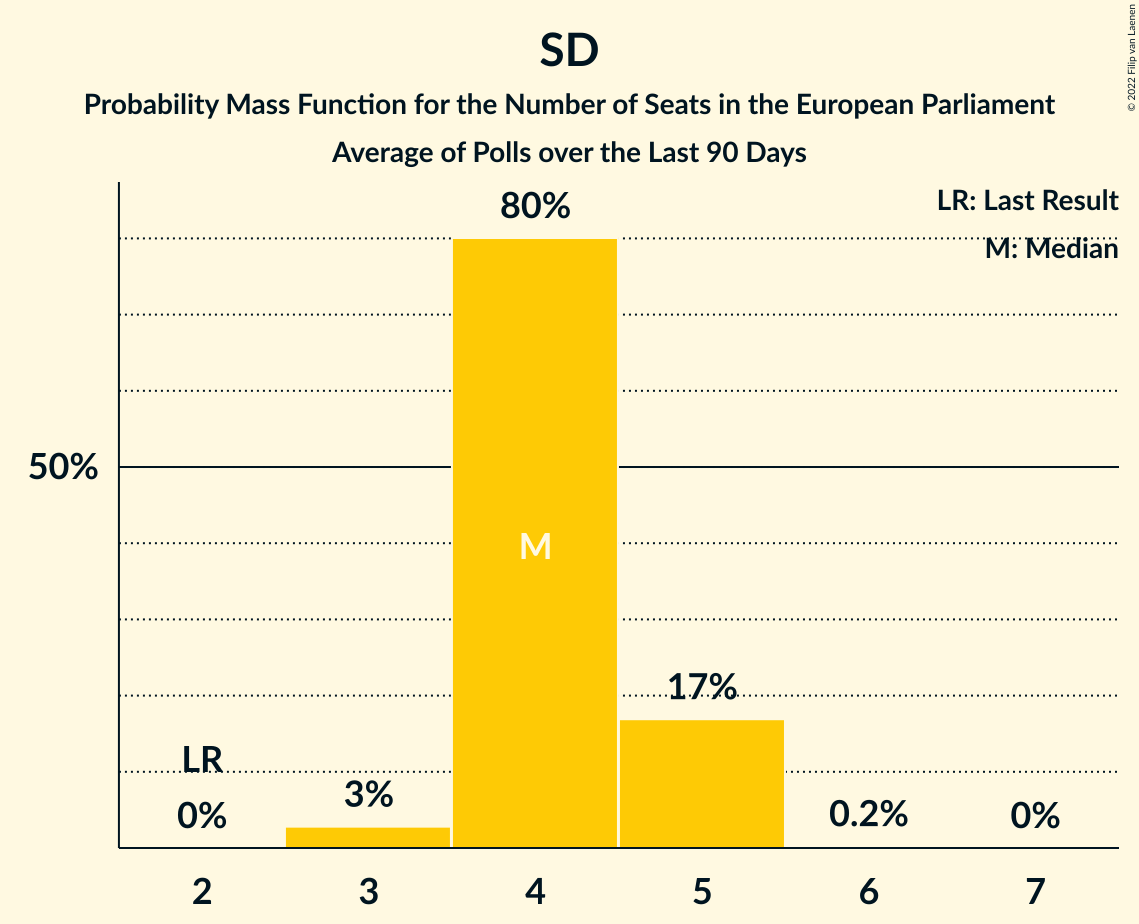 SD
Probability Mass Function for the Number of Seats in the European Parliament
Average of Polls over the Last 90 Days
© 2022 Filip van Laenen
LR: Last Result
M: Median
80%
50%
M
17%
LR
3%
0%
0.2%
0%
2 3 4 5 6 7